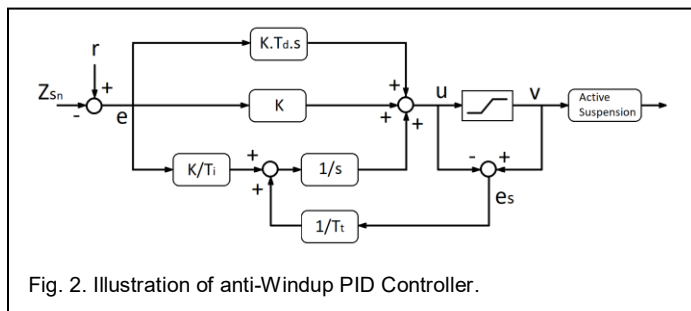 K.Td.s
r
+
Zsn
-
e
K
+
+
+
u
v
Active
Suspension
K/Ti
+
+
1/s
-
+
es
1/Tt
Fig. 2. Illustration of anti-Windup PID Controller.